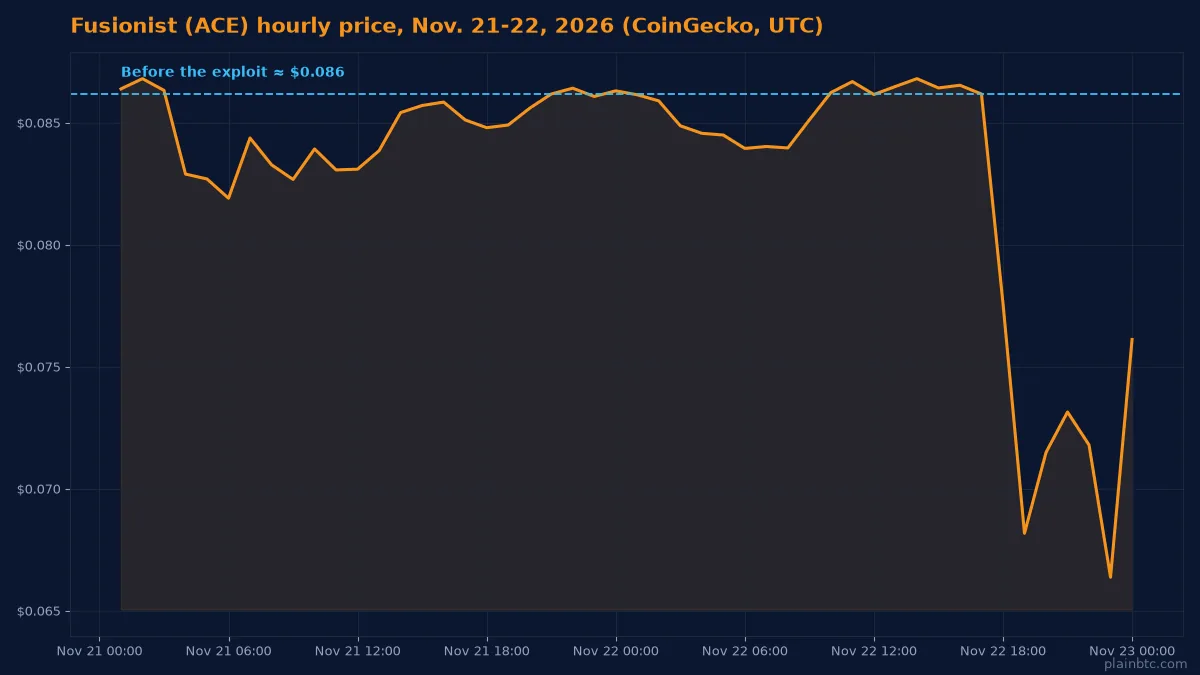 Fusionist (ACE) hourly price, Nov. 21-22, 2026 (CoinGecko, UTC)
Before the exploit ≈ $0.086
$0.085
$0.080
$0.075
$0.070
$0.065
Nov 21 00:00 Nov 21 06:00 Nov 21 12:00 Nov 21 18:00 Nov 22 00:00 Nov 22 06:00 Nov 22 12:00 Nov 22 18:00 Nov 23 00:00
plainbtc.com